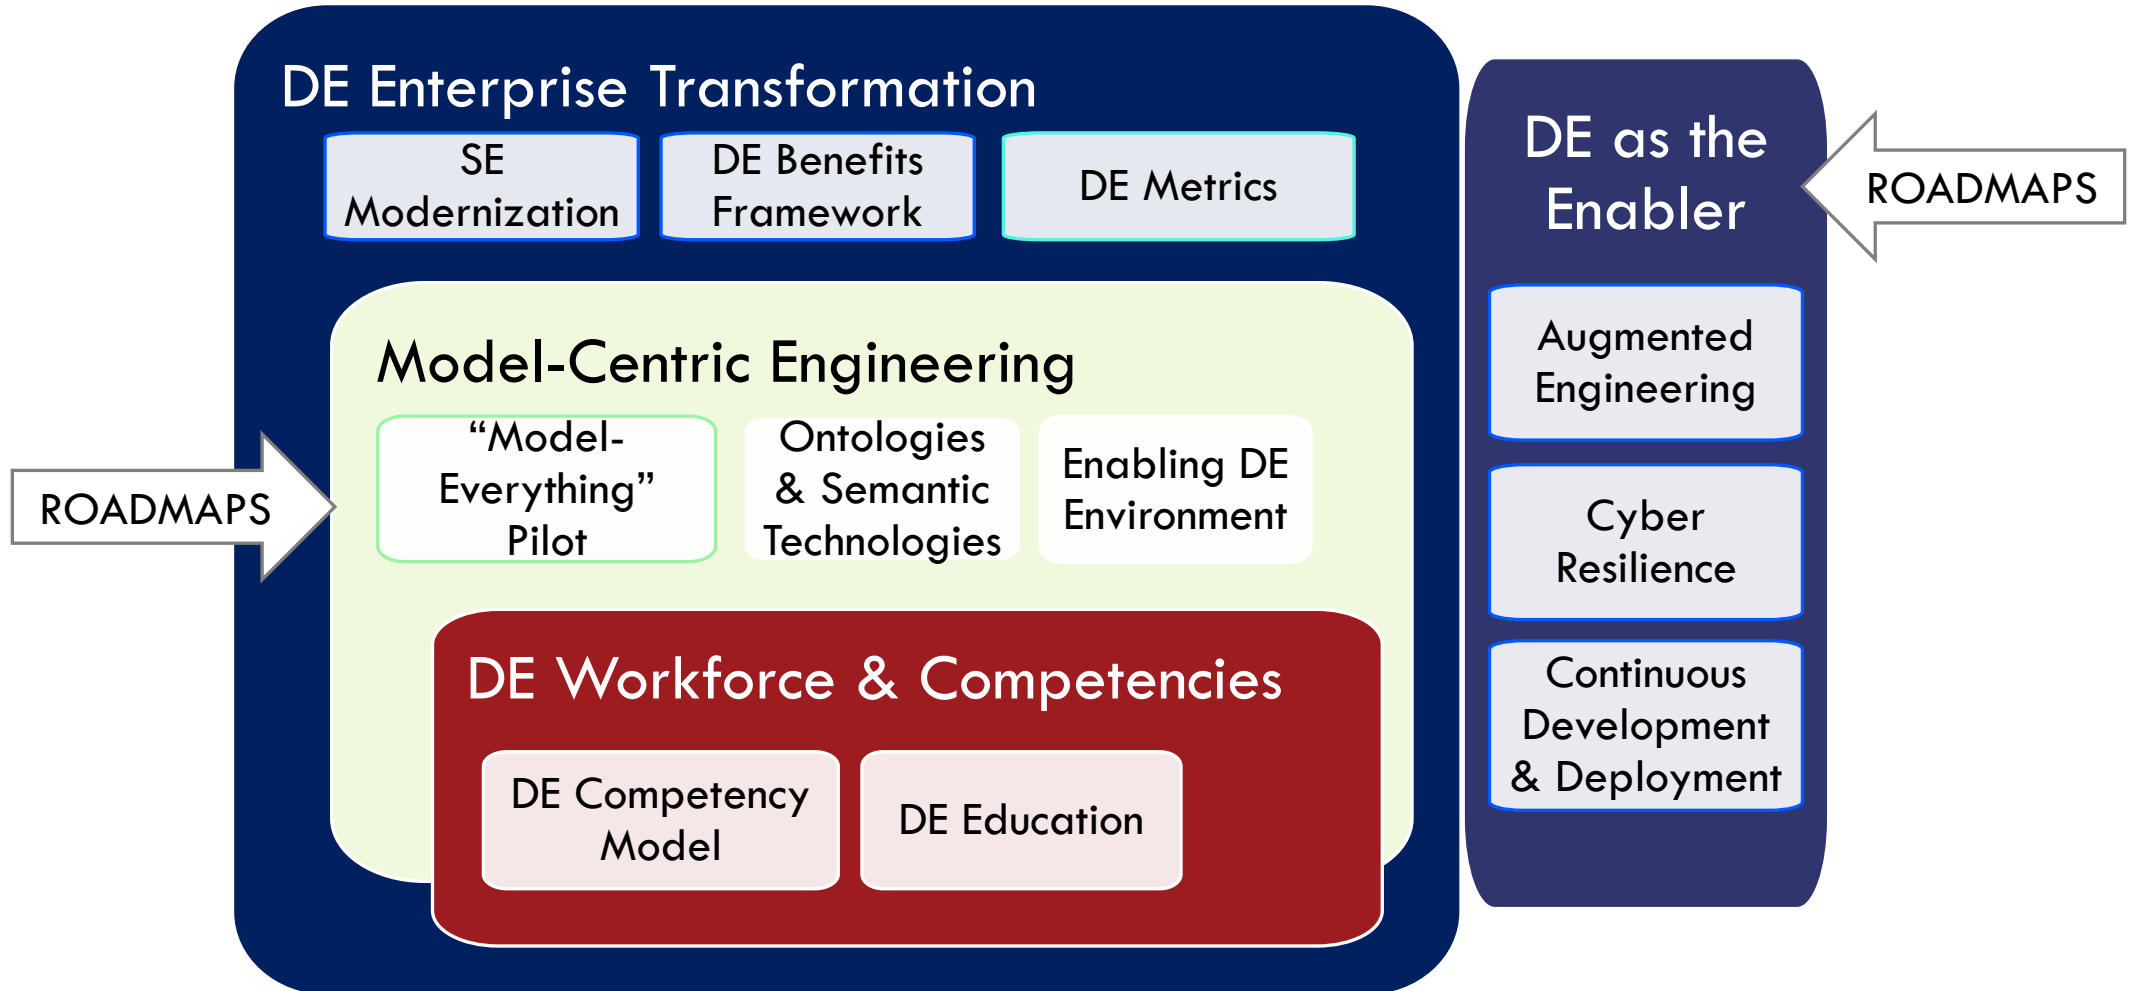 DE Enterprise Transformation
SE
Modernization
DE Benefits
Framework
DE Metrics
Model-Centric Engineering
“Model-
Everything”
Pilot
Ontologies
& Semantic
Technologies
Enabling DE
Environment
DE Workforce & Competencies
DE Competency
Model
DE Education
ROADMAPS
DE as the
Enabler
Augmented
Engineering
Cyber
Resilience
Continuous
Development
& Deployment
ROADMAPS